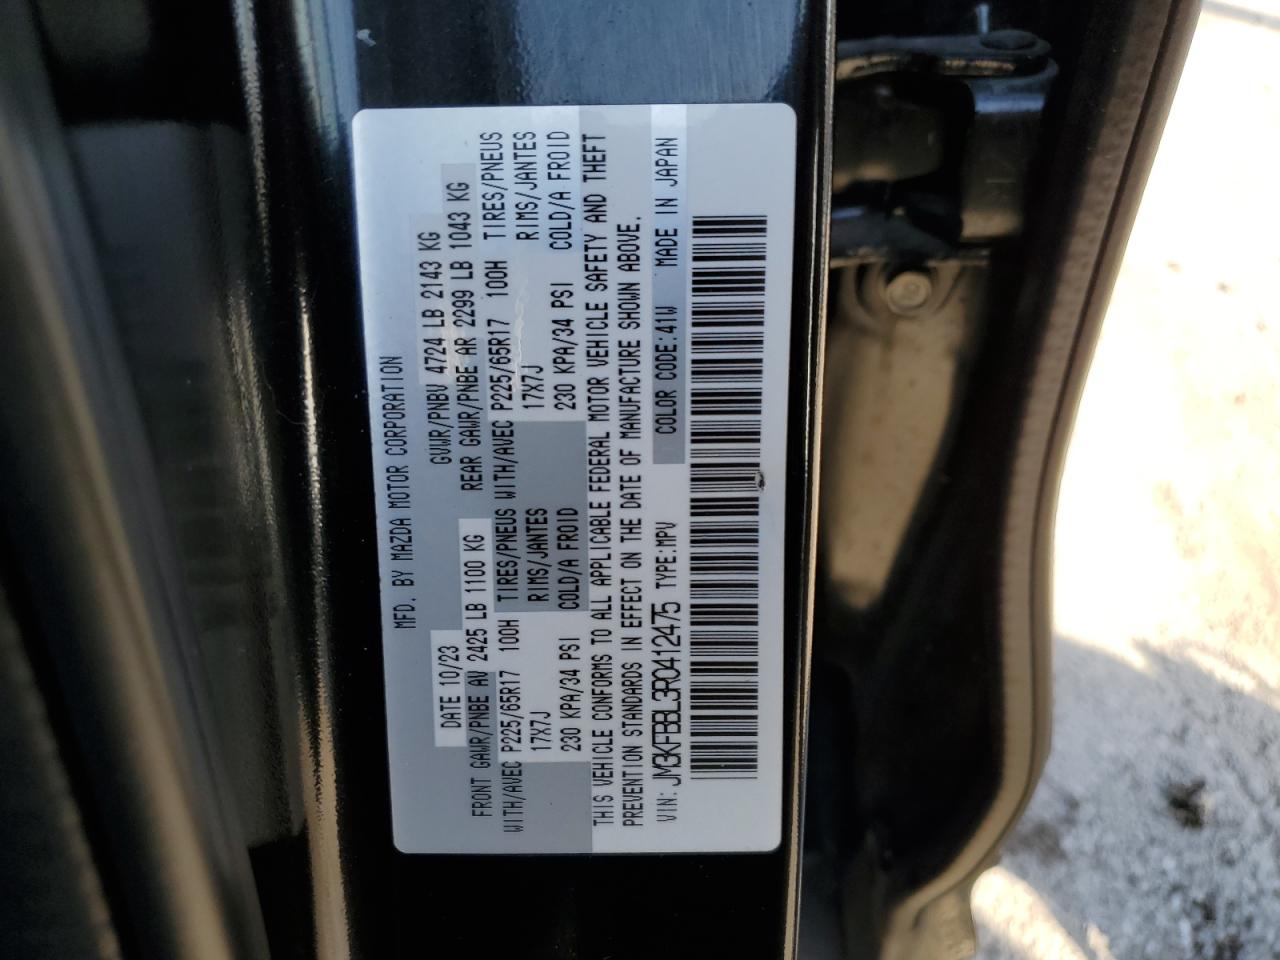 MFD. BY MAZDA MOTOR CORPORATION
DATE 10/23 GVWR/PNBV 4724 LB 2143 KG
FRONT GAWR/PNBE AV 2425 LB 1100 KG REAR GAWR/PNBE AR 2299 LB 1043 KG
WITH/AVEC P225/65R17 100H TIRES/PNEUS WITH/AVEC P225/65R17 100H TIRES/PNEUS
17X7J RIMS/JANTES 17X7J RIMS/JANTES
230 KPA/34 PSI COLD/A FROID 230 KPA/34 PSI COLD/A FROID
THIS VEHICLE CONFORMS TO ALL APPLICABLE FEDERAL MOTOR VEHICLE SAFETY AND THEFT
PREVENTION STANDARDS IN EFFECT ON THE DATE OF MANUFACTURE SHOWN ABOVE.
VIN: JM3KFBBL3R0412475 TYPE:MPV COLOR CODE:41W MADE IN JAPAN